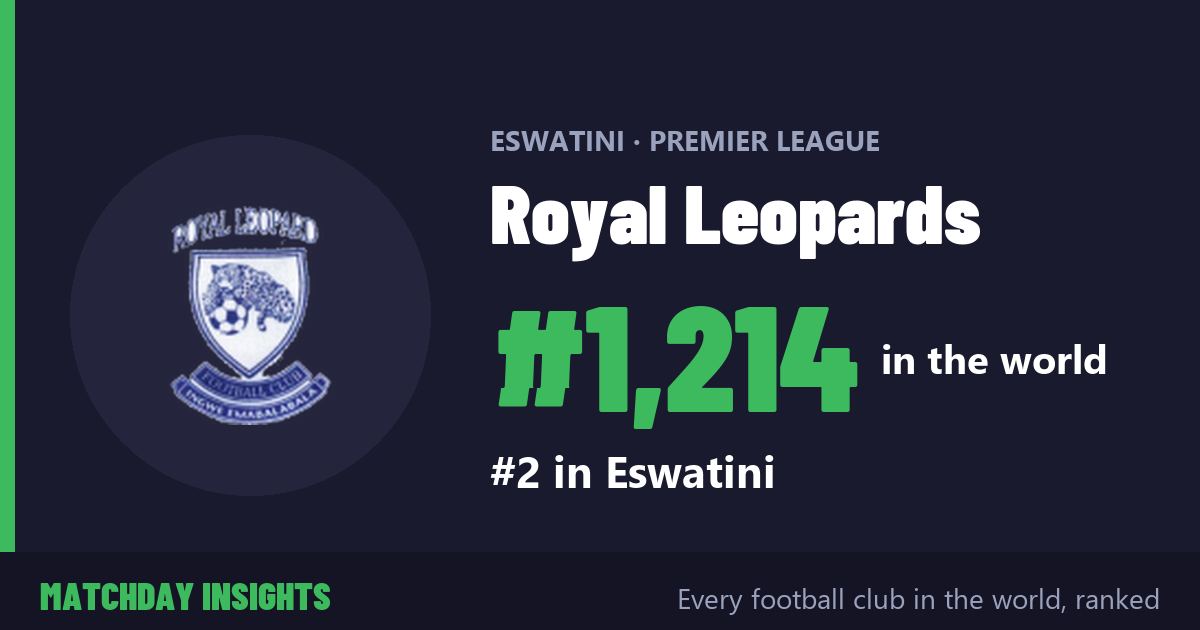 ESWATINI · PREMIER LEAGUE
Royal Leopards
#1,214 in the world
#2 in Eswatini
ROYAL LEOPARD
FOOTBALL CLUB
INGWE EMABALABALA
MATCHDAY INSIGHTS
Every football club in the world, ranked